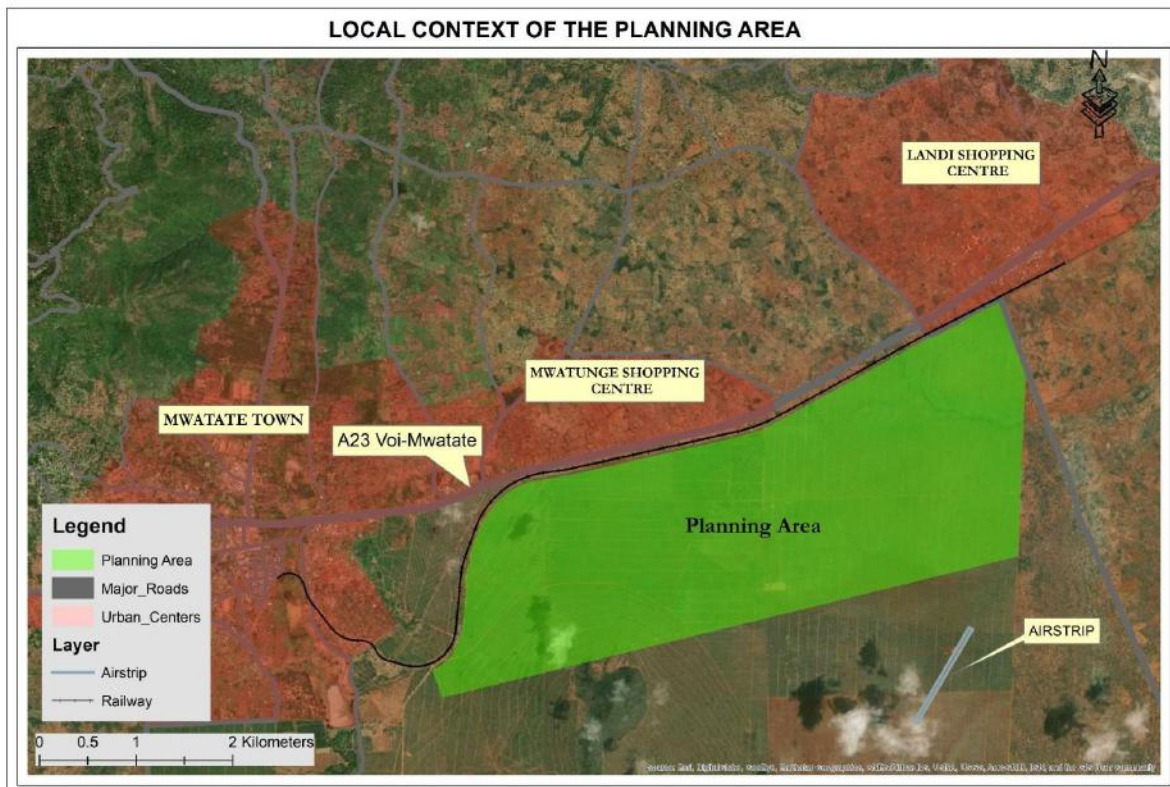 LOCAL CONTEXT OF THE PLANNING AREA
N
LANDI SHOPPING
CENTRE
MWATUNGE SHOPPING
CENTRE
MWATATE TOWN
A23 Voi-Mwatate
Planning Area
AIRSTRIP
Legend
Planning Area
Major_Roads
Urban_Centers
Layer
Airstrip
Railway
0 0.5 1 2 Kilometers